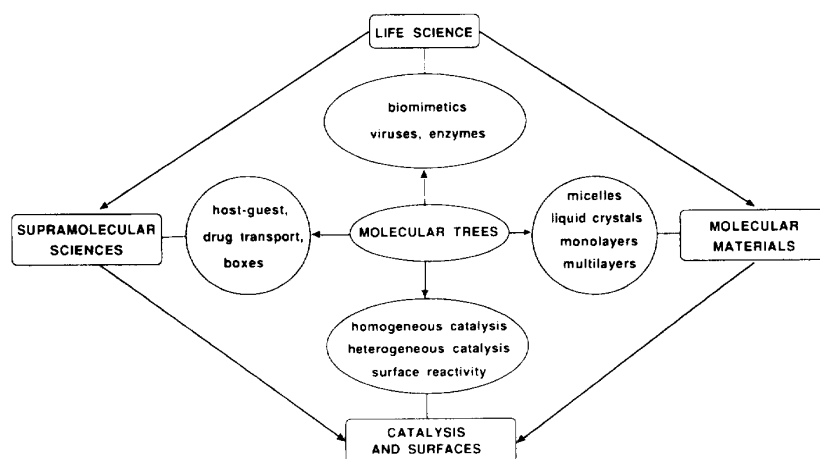 LIFE SCIENCE
biomimetics
viruses, enzymes
SUPRAMOLECULAR
SCIENCES
host-guest,
drug transport,
boxes
MOLECULAR TREES
micelles
liquid crystals
monolayers
multilayers
MOLECULAR
MATERIALS
homogeneous catalysis
heterogeneous catalysis
surface reactivity
CATALYSIS
AND SURFACES